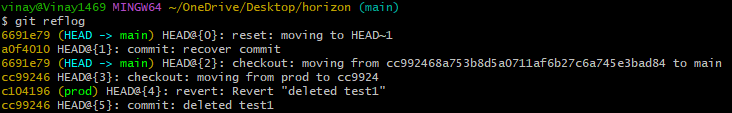 vinay@Vinay1469 MINGW64 ~/OneDrive/Desktop/horizon (main)
$ git reflog
6691e79 (HEAD -> main) HEAD@{0}: reset: moving to HEAD~1
a0f4010 HEAD@{1}: commit: recover commit
6691e79 (HEAD -> main) HEAD@{2}: checkout: moving from cc992468a753b8d5a0711af6b27c6a745e3bad84 to main
cc99246 HEAD@{3}: checkout: moving from prod to cc9924
c104196 (prod) HEAD@{4}: revert: Revert "deleted test1"
cc99246 HEAD@{5}: commit: deleted test1